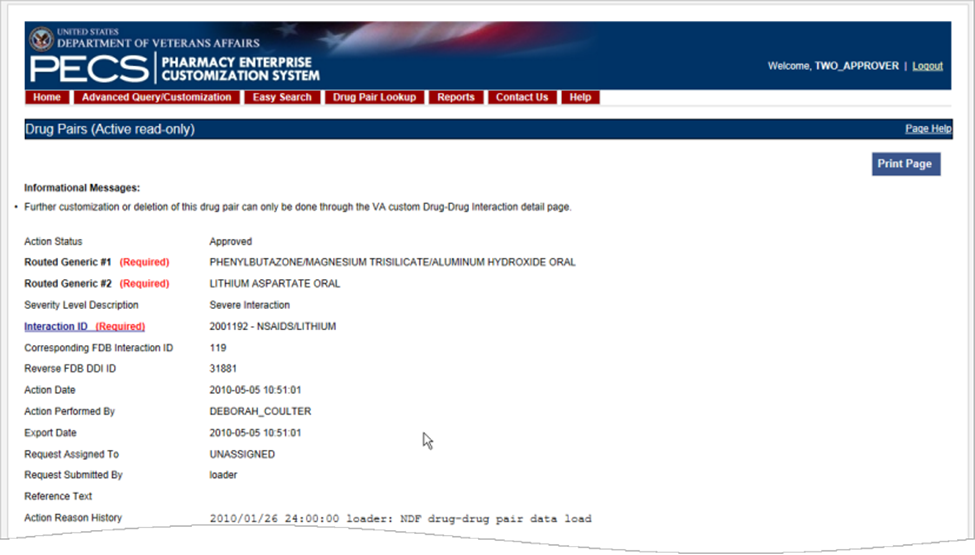 UNITED STATES
DEPARTMENT OF VETERANS AFFAIRS
PECS PHARMACY ENTERPRISE
CUSTOMIZATION SYSTEM
Welcome, TWO_APPROVER | Logout
Home Advanced Query/Customization Easy Search Drug Pair Lookup Reports Contact Us Help
Drug Pairs (Active read-only) Page Help
Print Page
Informational Messages:
• Further customization or deletion of this drug pair can only be done through the VA custom Drug-Drug Interaction detail page.
Action Status Approved
Routed Generic #1 (Required) PHENYLBUTAZONE/MAGNESIUM TRISILICATE/ALUMINUM HYDROXIDE ORAL
Routed Generic #2 (Required) LITHIUM ASPARTATE ORAL
Severity Level Description Severe Interaction
Interaction ID (Required) 2001192 - NSAIDS/LITHIUM
Corresponding FDB Interaction ID 119
Reverse FDB DDI ID 31881
Action Date 2010-05-05 10:51:01
Action Performed By DEBORAH_COULTER
Export Date 2010-05-05 10:51:01
Request Assigned To UNASSIGNED
Request Submitted By loader
Reference Text
Action Reason History 2010/01/26 24:00:00 loader: NDF drug-drug pair data load